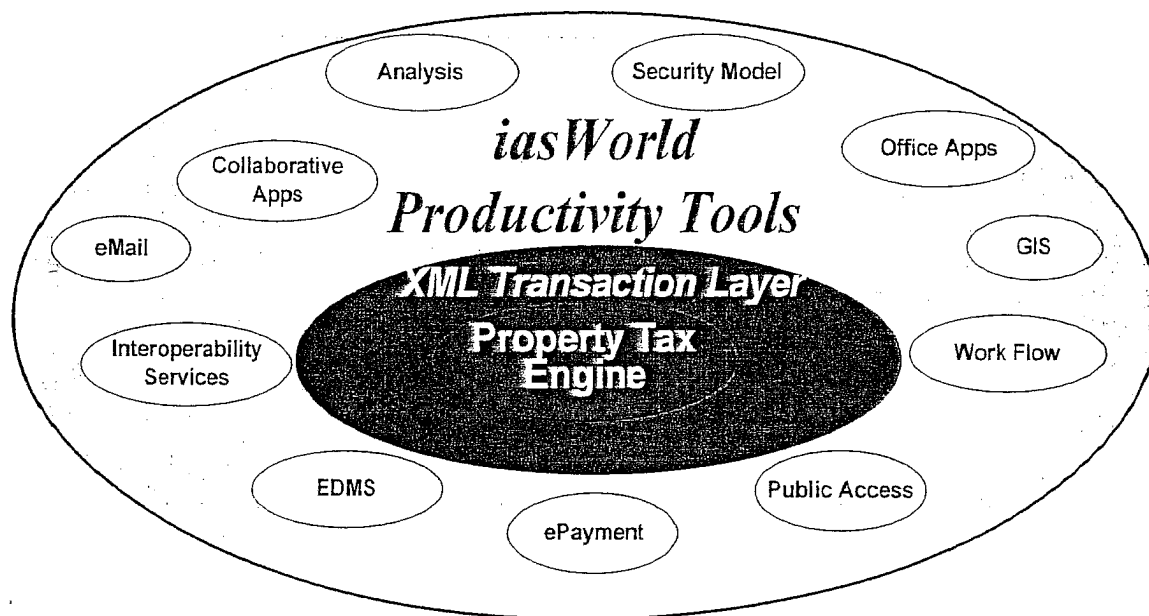 Analysis
Security Model
iasWorld
Office Apps
Collaborative
Apps
Productivity Tools
eMail
GIS
XML Transaction Layer
Property Tax
Engine
Interoperability
Services
Work Flow
EDMS
Public Access
ePayment